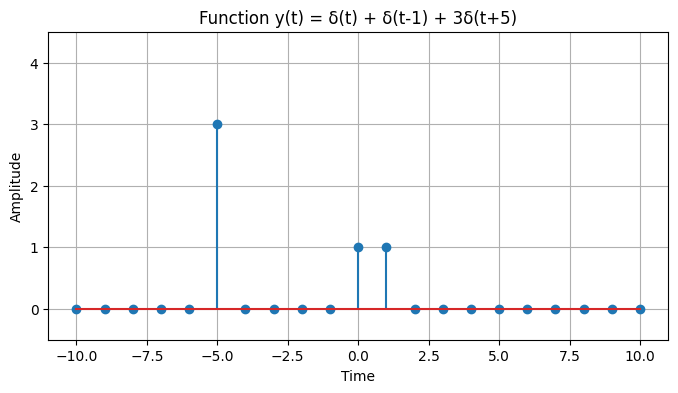 Function y(t) = δ(t) + δ(t-1) + 3δ(t+5)
4
3
2
1
0
Amplitude
−10.0 −7.5 −5.0 −2.5 0.0 2.5 5.0 7.5 10.0
Time